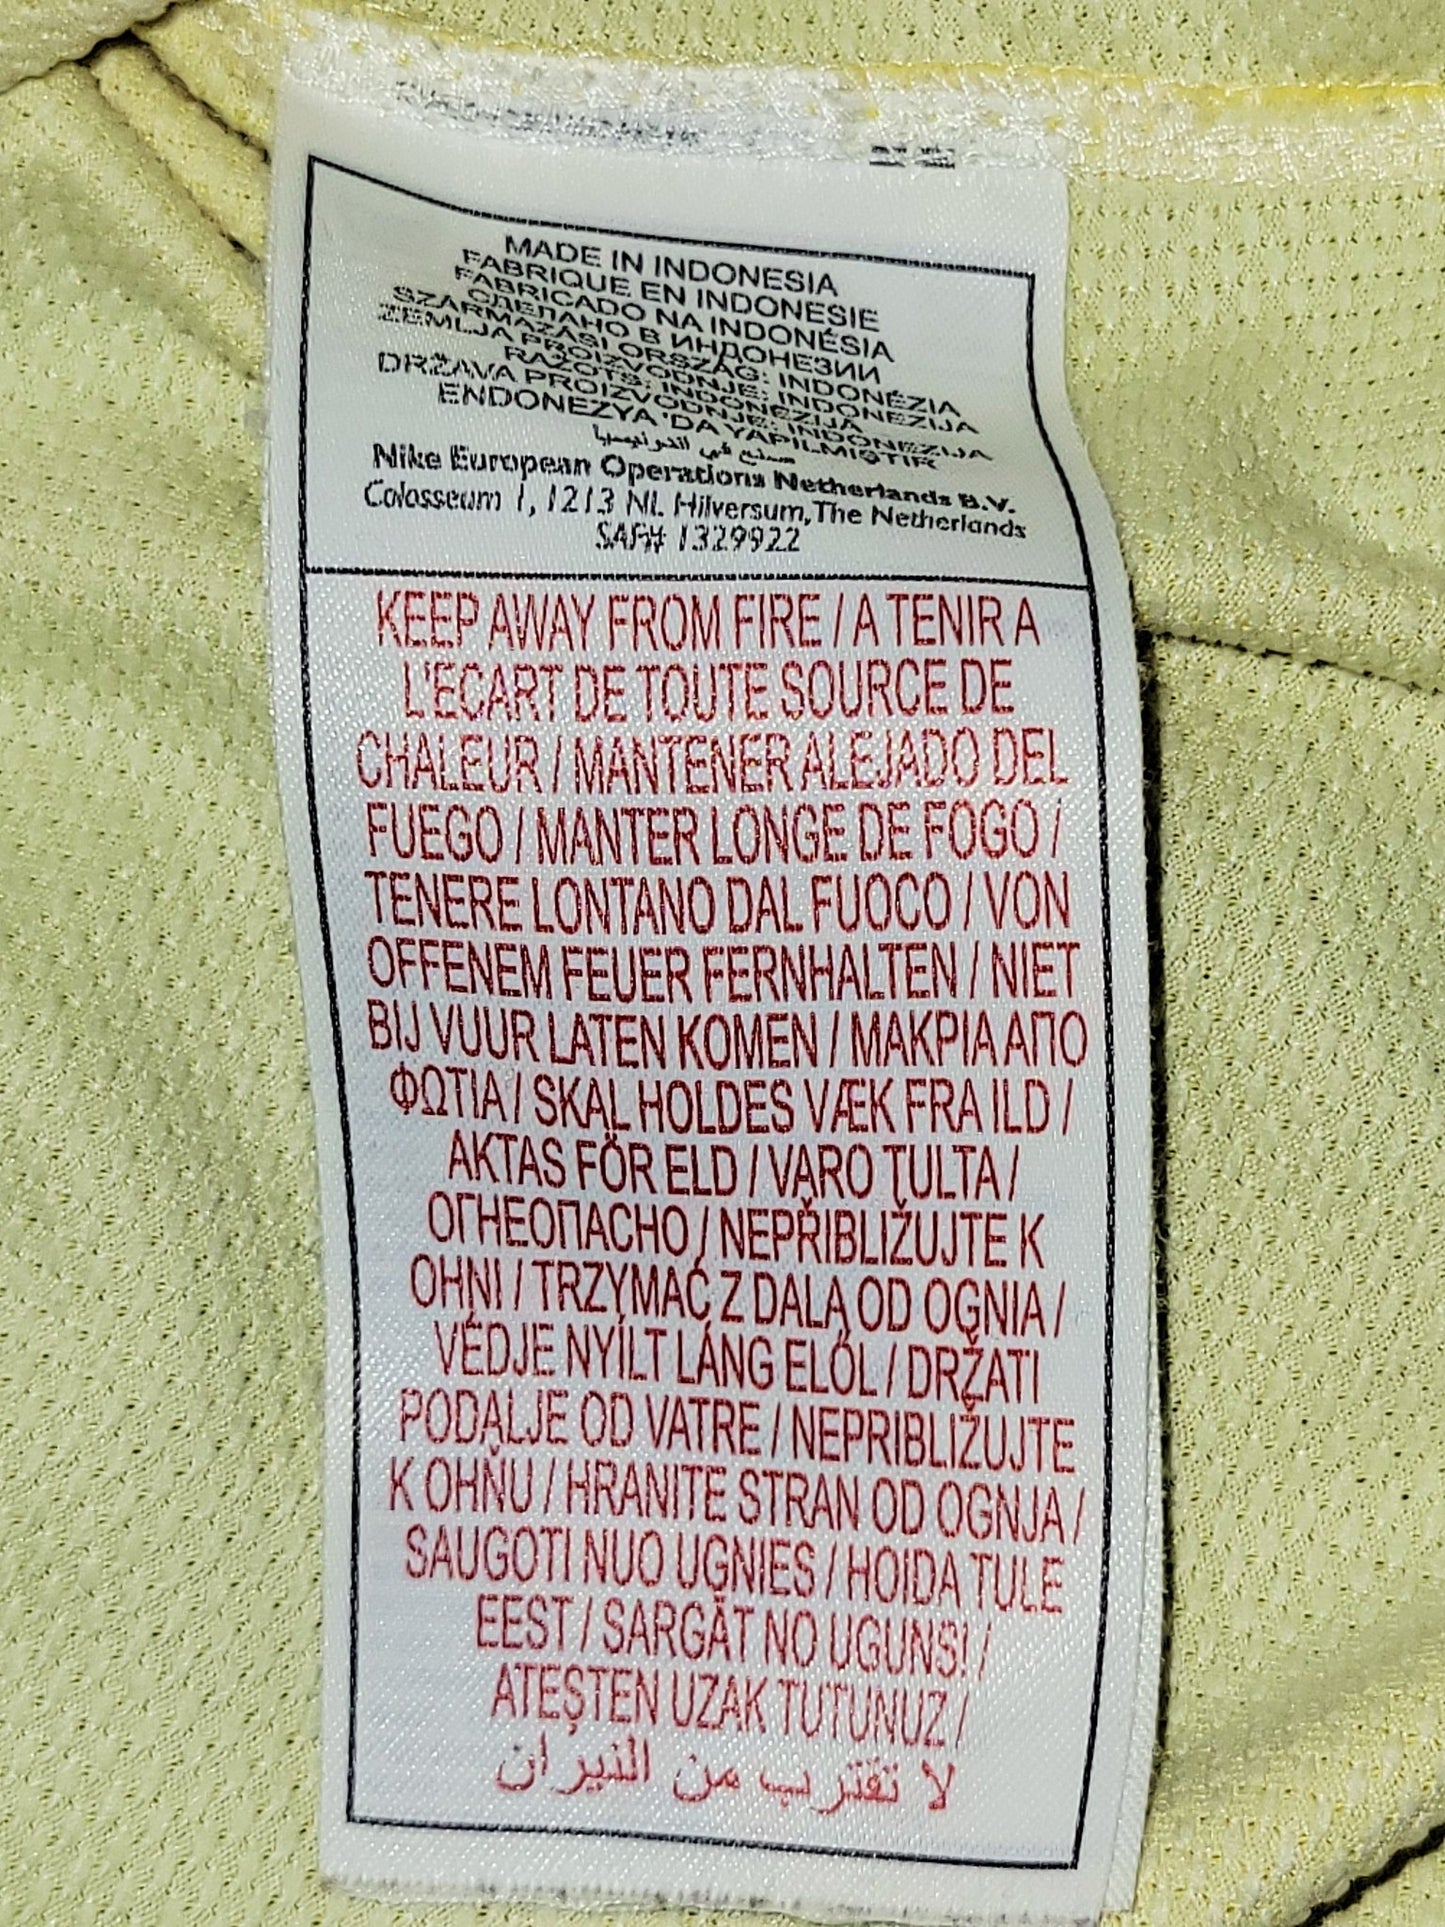 MADE IN INDONESIA
FABRIQUE EN INDONESIE
FABRICADO NA INDONÉSIA
СДЕЛАНО В ИНДОНЕЗИИ
SZÁRMAZÁSI ORSZÁG: INDONÉZIA
ZEMLJA PROIZVODNJE: INDONEZIJA
RAŽOTS: INDONĒZIJA
DRŽAVA PROIZVODNJE: INDONEZIJA
ENDONEZYA 'DA YAPILMIŞTIR
صنع في اندونيسيا
Nike European Operations Netherlands B.V.
Colosseum 1, 1213 NL Hilversum, The Netherlands
SAF# 1329922
KEEP AWAY FROM FIRE / A TENIR A
L'ECART DE TOUTE SOURCE DE
CHALEUR / MANTENER ALEJADO DEL
FUEGO / MANTER LONGE DE FOGO /
TENERE LONTANO DAL FUOCO / VON
OFFENEM FEUER FERNHALTEN / NIET
BIJ VUUR LATEN KOMEN / ΜΑΚΡΙΑ ΑΠΟ
ΦΩΤΙΑ / SKAL HOLDES VÆK FRA ILD /
AKTAS FÖR ELD / VARO TULTA /
ОГНЕОПАСНО / NEPŘIBLIŽUJTE K
OHNI / TRZYMAĆ Z DALA OD OGNIA /
VÉDJE NYÍLT LÁNG ELŐL / DRŽATI
PODALJE OD VATRE / NEPRIBLIŽUJTE
K OHŇU / HRANITE STRAN OD OGNJA /
SAUGOTI NUO UGNIES / HOIDA TULE
EEST / SARGĀT NO UGUNS! /
ATEŞTEN UZAK TUTUNUZ /
لا تقترب من النيران